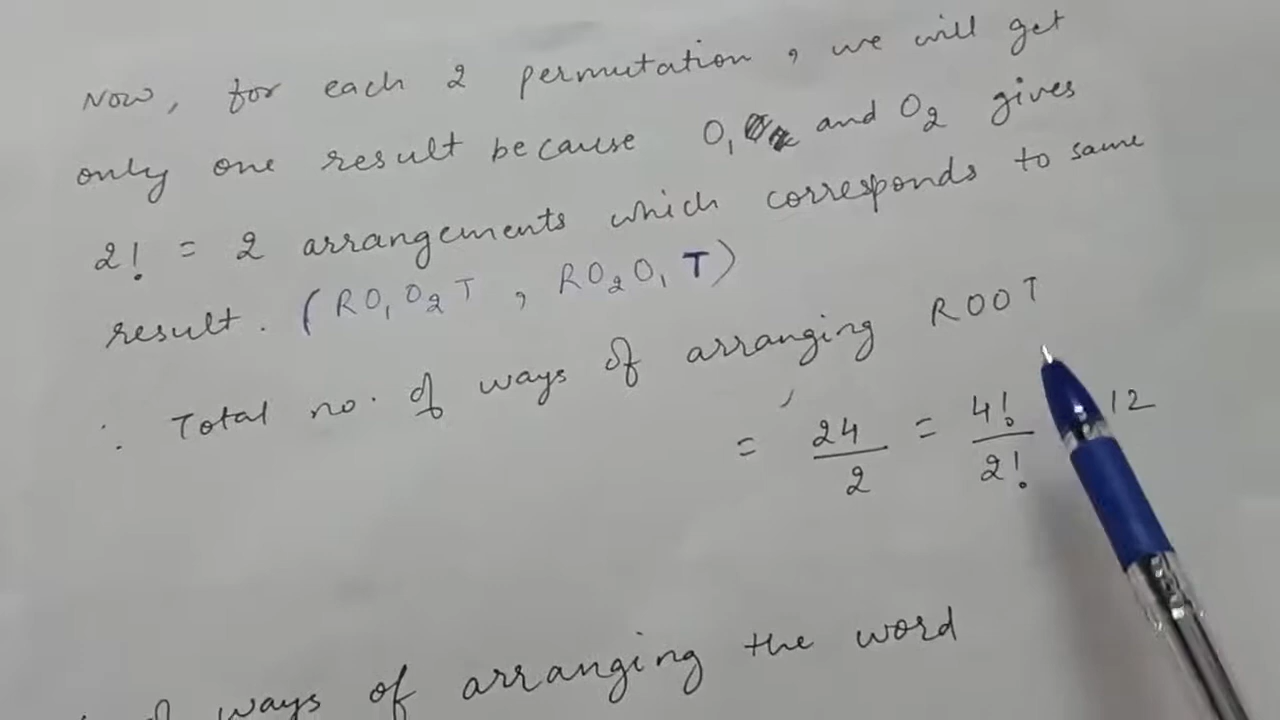 Now, for each 2 permutation, we will get
only one result because O₁ and O₂ gives
2! = 2 arrangements which corresponds to same
result. (RO₁O₂T, RO₂O₁T)
∴ Total no. of ways of arranging ROOT
= 24/2 = 4!/2! 12
of ways of arranging the word